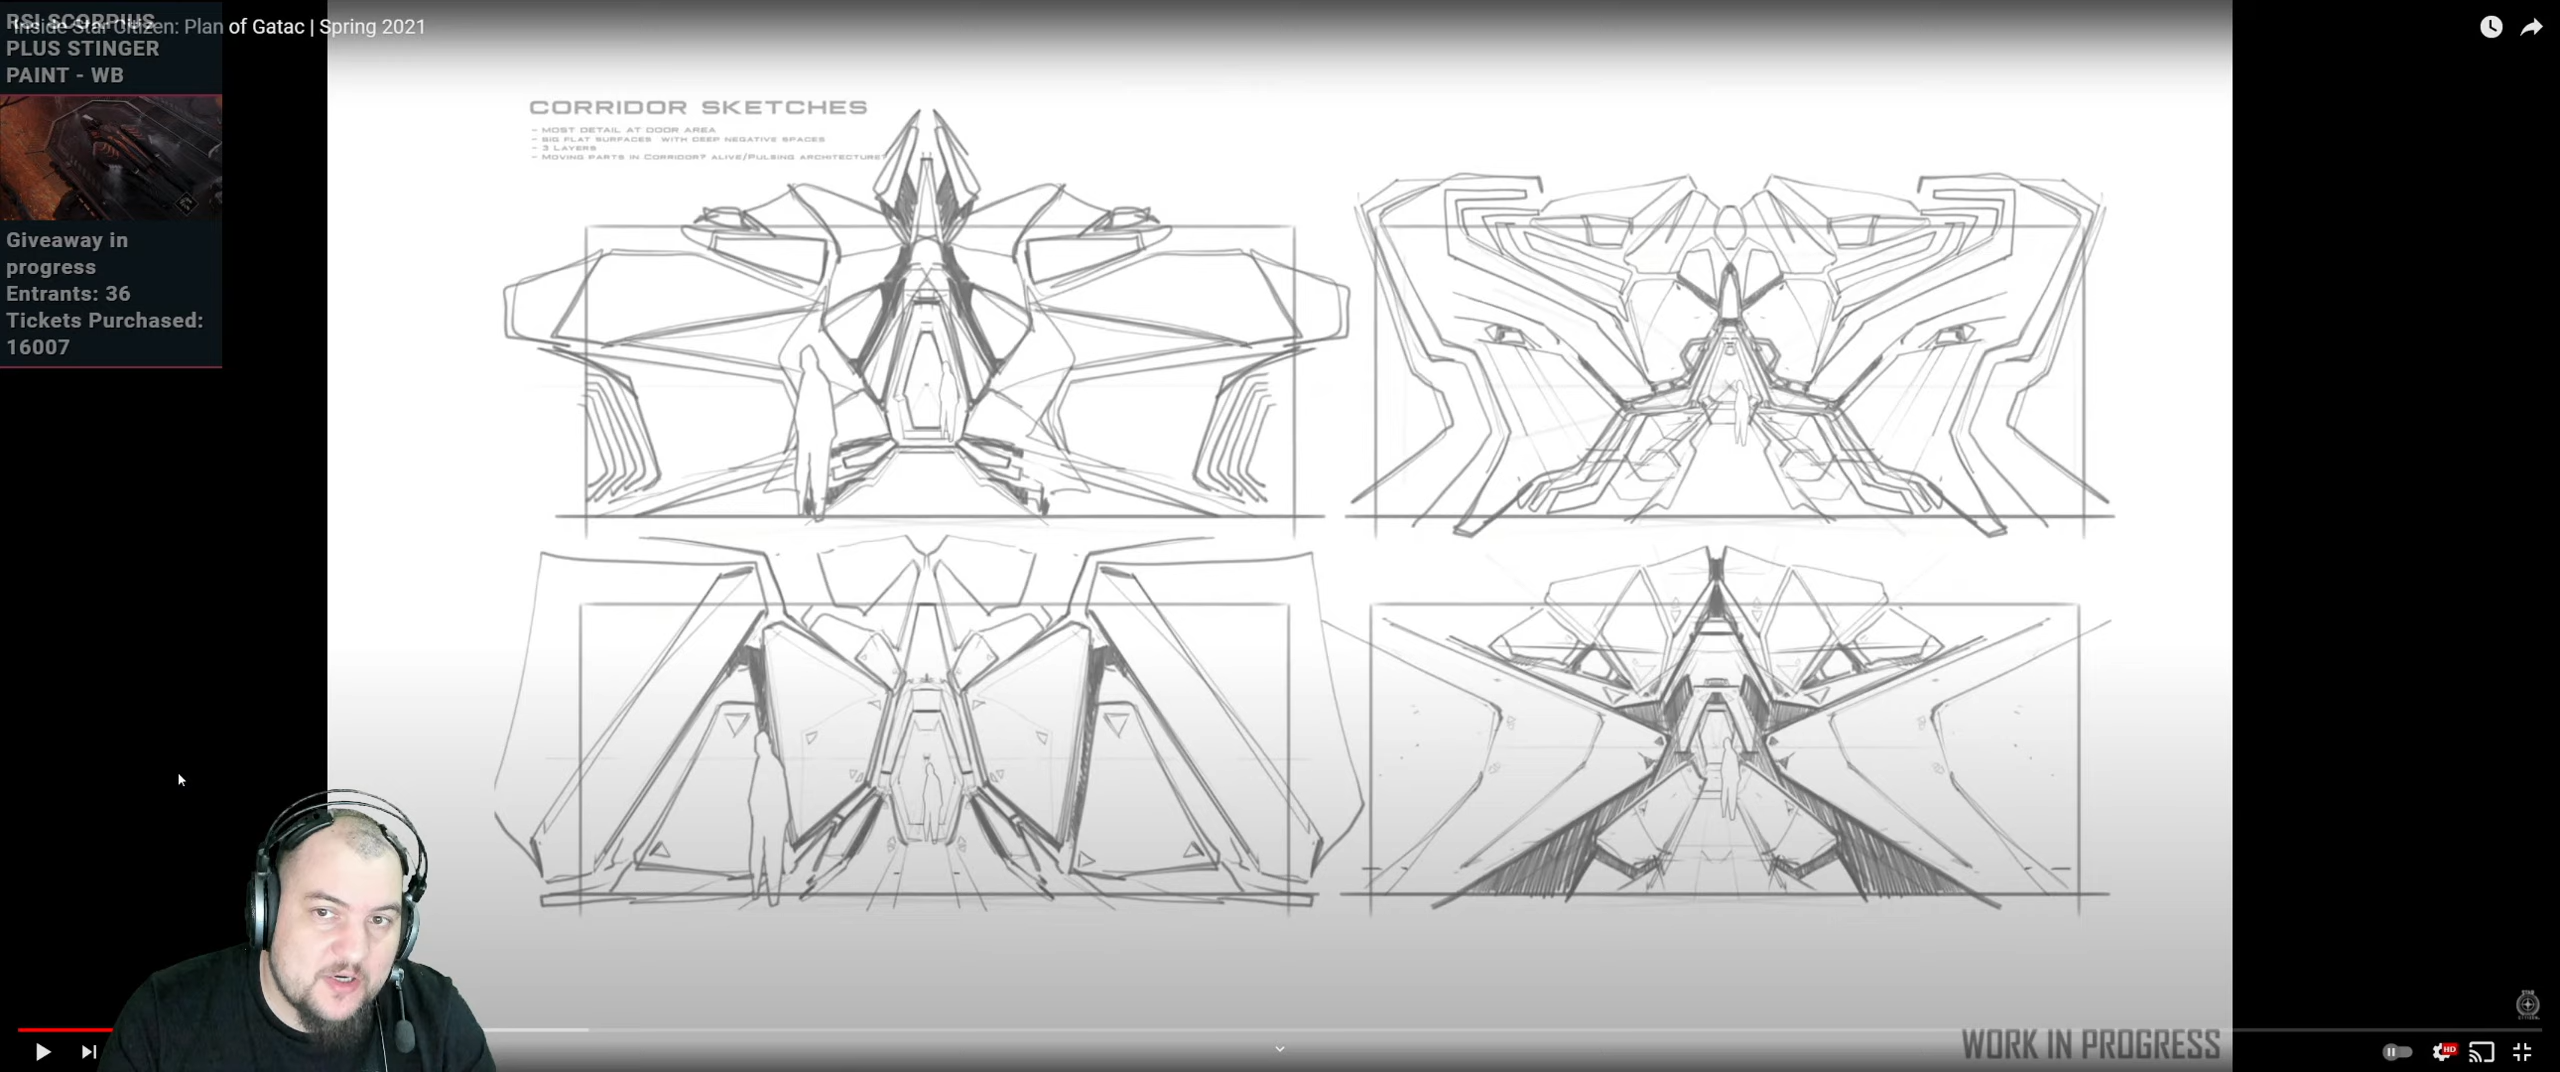 Inside Star Citizen: Plan of Gatac | Spring 2021
RSI SCORPIUS
PLUS STINGER
PAINT - WB
Giveaway in
progress
Entrants: 36
Tickets Purchased:
16007
CORRIDOR SKETCHES
- MOST DETAIL AT DOOR AREA
- BIG FLAT SURFACES WITH DEEP NEGATIVE SPACES
- 3 LAYERS
- MOVING PARTS IN CORRIDOR? ALIVE/PULSING ARCHITECTURE?
WORK IN PROGRESS
HD